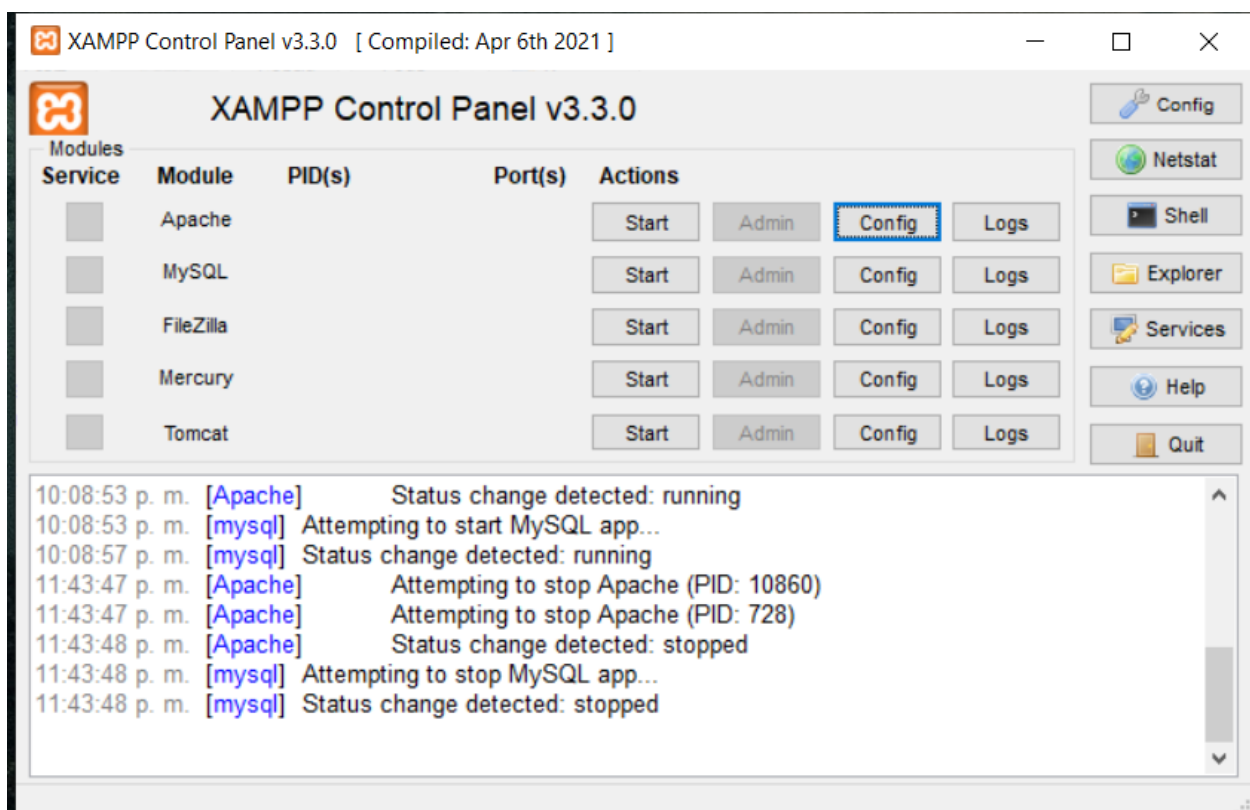 XAMPP Control Panel v3.3.0 [ Compiled: Apr 6th 2021 ]
XAMPP Control Panel v3.3.0
Config
Modules
Netstat
Service Module PID(s) Port(s) Actions
Apache Start Admin Config Logs
Shell
MySQL Start Admin Config Logs
Explorer
FileZilla Start Admin Config Logs
Services
Mercury Start Admin Config Logs
Help
Tomcat Start Admin Config Logs
Quit
10:08:53 p. m. [Apache] Status change detected: running
10:08:53 p. m. [mysql] Attempting to start MySQL app...
10:08:57 p. m. [mysql] Status change detected: running
11:43:47 p. m. [Apache] Attempting to stop Apache (PID: 10860)
11:43:47 p. m. [Apache] Attempting to stop Apache (PID: 728)
11:43:48 p. m. [Apache] Status change detected: stopped
11:43:48 p. m. [mysql] Attempting to stop MySQL app...
11:43:48 p. m. [mysql] Status change detected: stopped